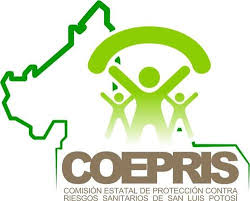 COEPRIS
COMISIÓN ESTATAL DE PROTECCIÓN CONTRA
RIESGOS SANITARIOS DE SAN LUIS POTOSÍ